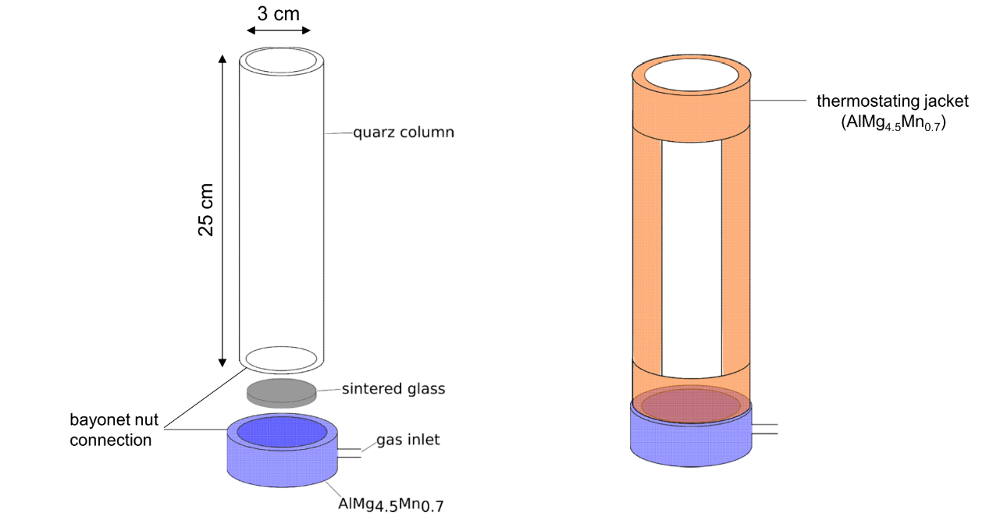 3 cm
quarz column
25 cm
sintered glass
bayonet nut
connection
gas inlet
AlMg4.5Mn0.7
thermostating jacket
(AlMg4.5Mn0.7)